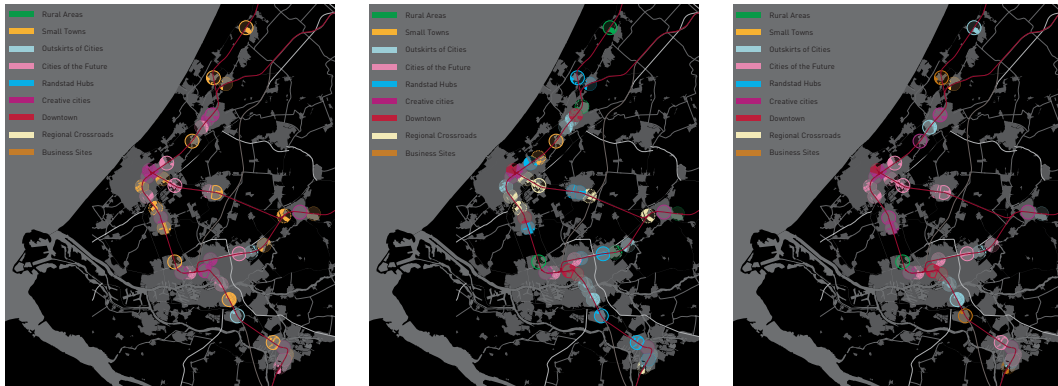 Rural Areas
Small Towns
Outskirts of Cities
Cities of the Future
Randstad Hubs
Creative cities
Downtown
Regional Crossroads
Business Sites
Rural Areas
Small Towns
Outskirts of Cities
Cities of the Future
Randstad Hubs
Creative cities
Downtown
Regional Crossroads
Business Sites
Rural Areas
Small Towns
Outskirts of Cities
Cities of the Future
Randstad Hubs
Creative cities
Downtown
Regional Crossroads
Business Sites